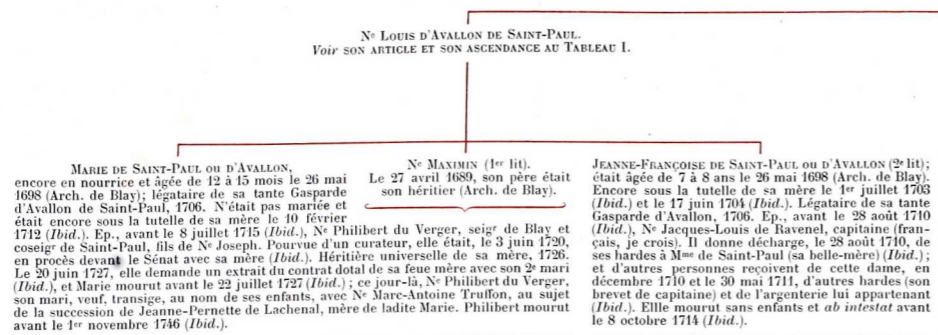 Nᵉ LOUIS D'AVALLON DE SAINT-PAUL.
Voir SON ARTICLE ET SON ASCENDANCE AU TABLEAU I.
MARIE DE SAINT-PAUL OU D'AVALLON,
encore en nourrice et âgée de 12 à 15 mois le 26 mai
1698 (Arch. de Blay); légataire de sa tante Gasparde
d'Avallon de Saint-Paul, 1706. N'était pas mariée et
était encore sous la tutelle de sa mère le 10 février
1712 (Ibid.). Ep., avant le 8 juillet 1715 (Ibid.), Nᵉ Philibert du Verger, seigʳ de Blay et
coseigʳ de Saint-Paul, fils de Nᵉ Joseph. Pourvue d'un curateur, elle était, le 3 juin 1720,
en procès devant le Sénat avec sa mère (Ibid.). Héritière universelle de sa mère, 1726.
Le 20 juin 1727, elle demande un extrait du contrat dotal de sa feue mère avec son 2ᵉ mari
(Ibid.), et Marie mourut avant le 22 juillet 1727 (Ibid.) ; ce jour-là, Nᵉ Philibert du Verger,
son mari, veuf, transige, au nom de ses enfants, avec Nᵉ Marc-Antoine Truffon, au sujet
de la succession de Jeanne-Pernette de Lachenal, mère de ladite Marie. Philibert mourut
avant le 1ᵉʳ novembre 1746 (Ibid.).
Nᵉ MAXIMIN (1ᵉʳ lit).
Le 27 avril 1689, son père était
son héritier (Arch. de Blay).
JEANNE-FRANÇOISE DE SAINT-PAUL OU D'AVALLON (2ᵉ lit);
était âgée de 7 à 8 ans le 26 mai 1698 (Arch. de Blay).
Encore sous la tutelle de sa mère le 1ᵉʳ juillet 1703
(Ibid.) et le 17 juin 1704 (Ibid.). Légataire de sa tante
Gasparde d'Avallon, 1706. Ep., avant le 28 août 1710
(Ibid.), Nᵉ Jacques-Louis de Ravenel, capitaine (fran-
çais, je crois). Il donne décharge, le 28 août 1710, de
ses hardes à Mᵐᵉ de Saint-Paul (sa belle-mère) (Ibid.) ;
et d'autres personnes reçoivent de cette dame, en
décembre 1710 et le 30 mai 1711, d'autres hardes (son
brevet de capitaine) et de l'argenterie lui appartenant
(Ibid.). Ellle mourut sans enfants et ab intestat avant
le 8 octobre 1714 (Ibid.).